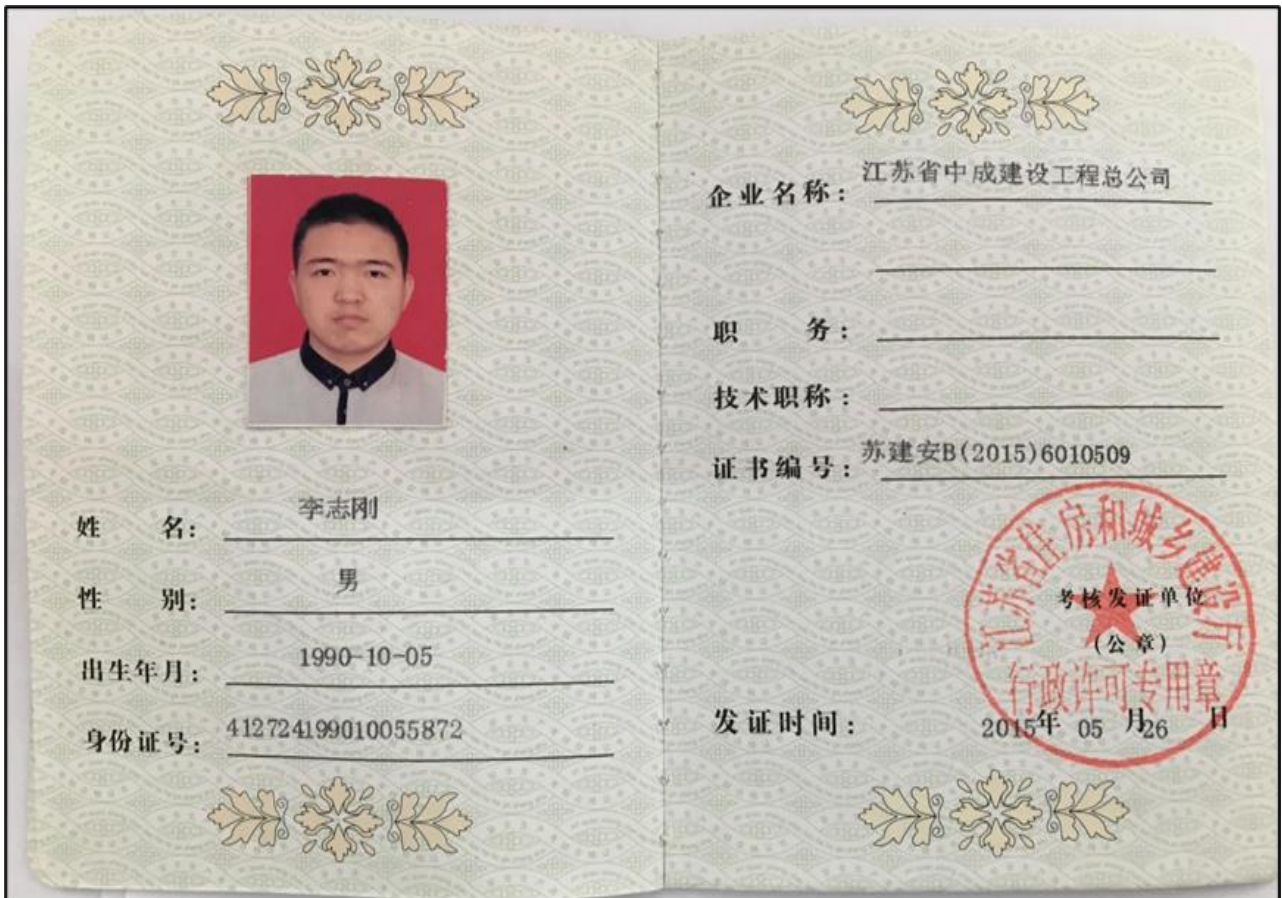 姓 名: 李志刚
性 别: 男
出生年月: 1990-10-05
身份证号: 412724199010055872
企业名称: 江苏省中成建设工程总公司
职 务:
技术职称:
证书编号: 苏建安B(2015)6010509
江苏省住房和城乡建设厅
考核发证单位
(公章)
行政许可专用章
发证时间: 2015年 05 月26 日